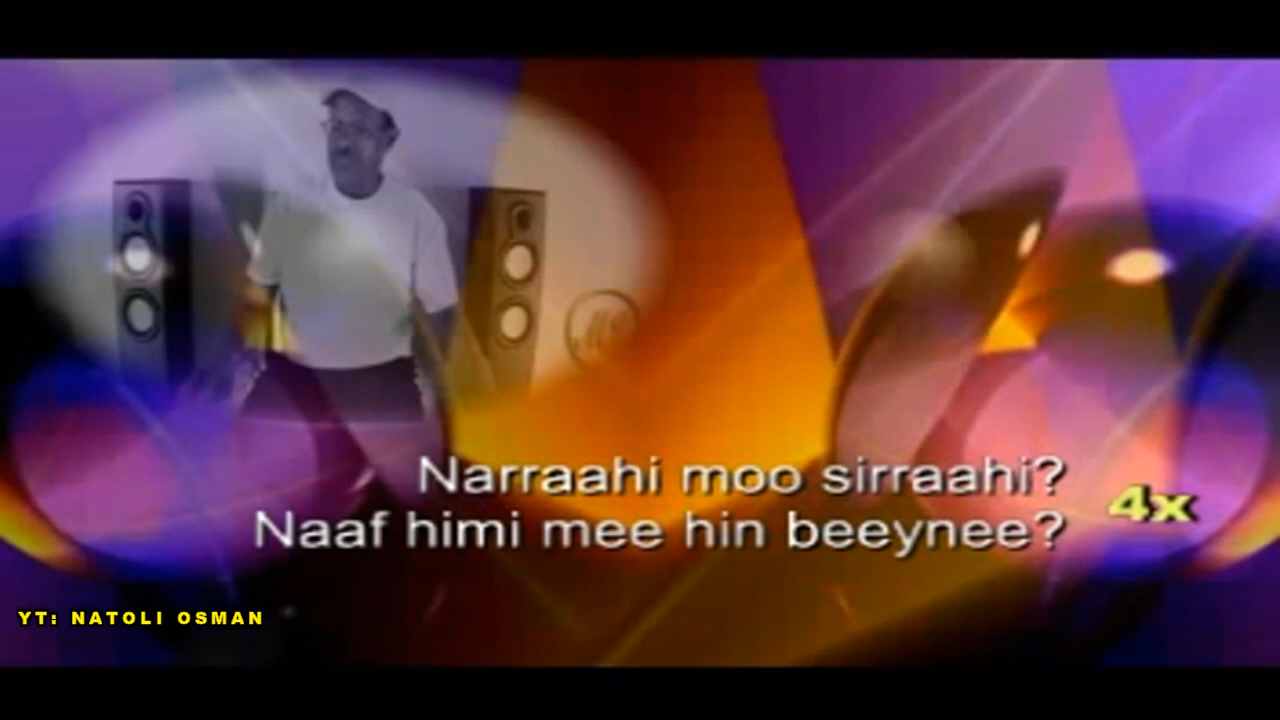 Narraahi moo sirraahi?
Naaf himi mee hin beeynee?
4x
YT: NATOLI OSMAN